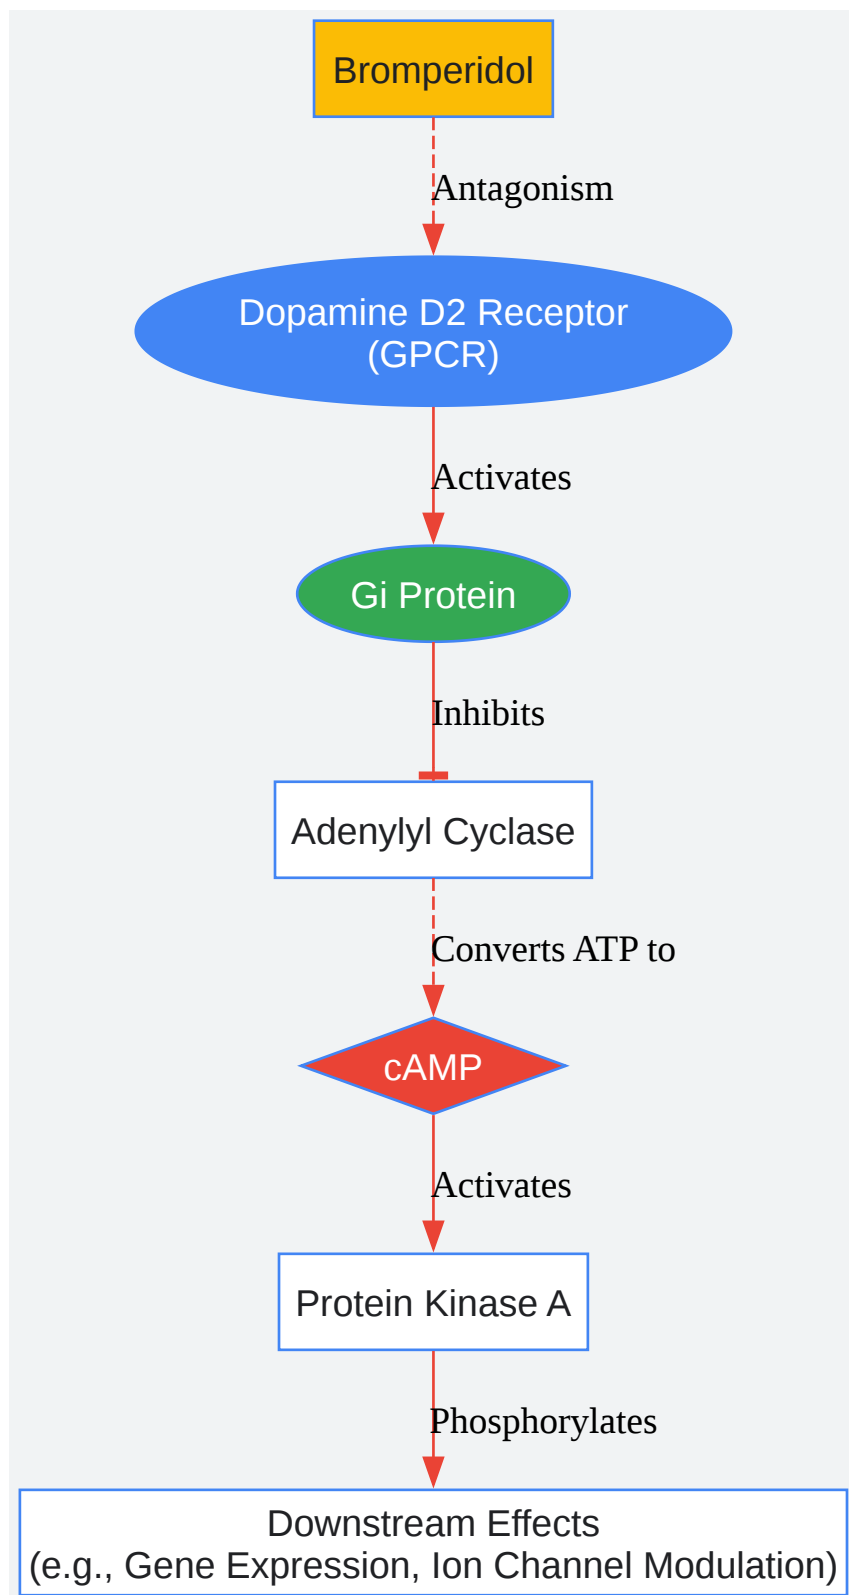 Bromperidol
Antagonism
Dopamine D2 Receptor
(GPCR)
Activates
Gi Protein
Inhibits
Adenylyl Cyclase
Converts ATP to
cAMP
Activates
Protein Kinase A
Phosphorylates
Downstream Effects
(e.g., Gene Expression, Ion Channel Modulation)